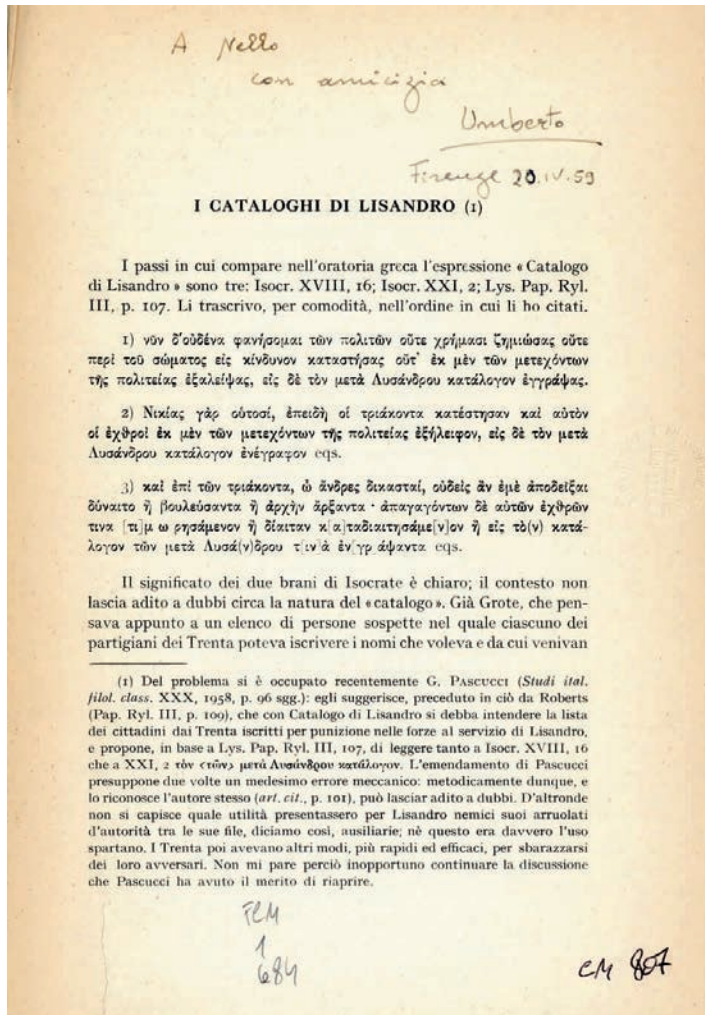 A Nello
con amicizia
Umberto
Firenze 20.IV.59
I CATALOGHI DI LISANDRO (1)
I passi in cui compare nell'oratoria greca l'espressione « Catalogo
di Lisandro » sono tre: Isocr. XVIII, 16; Isocr. XXI, 2; Lys. Pap. Ryl.
III, p. 107. Li trascrivo, per comodità, nell'ordine in cui li ho citati.
1) νῦν δ'οὐδένα φανήσομαι τῶν πολιτῶν οὔτε χρήμασι ζημιώσας οὔτε
περὶ τοῦ σώματος εἰς κίνδυνον καταστήσας οὔτ' ἐκ μὲν τῶν μετεχόντων
τῆς πολιτείας ἐξαλείψας, εἰς δὲ τὸν μετὰ Λυσάνδρου κατάλογον ἐγγράψας.
2) Νικίας γὰρ οὑτοσί, ἐπειδὴ οἱ τριάκοντα κατέστησαν καὶ αὐτὸν
οἱ ἐχθροὶ ἐκ μὲν τῶν μετεχόντων τῆς πολιτείας ἐξήλειφον, εἰς δὲ τὸν μετὰ
Λυσάνδρου κατάλογον ἐνέγραφον eqs.
3) καὶ ἐπὶ τῶν τριάκοντα, ὦ ἄνδρες δικασταί, οὐδεὶς ἂν ἐμὲ ἀποδείξαι
δύναιτο ἢ βουλεύσαντα ἢ ἀρχὴν ἄρξαντα · ἀπαγαγόντων δὲ αὐτῶν ἐχθρῶν
τινα [τι]μ ω ρησάμενον ἢ δίαιταν κ[α]ταδιαιτησάμε[ν]ον ἢ εἰς τὸ(ν) κατά-
λογον τῶν μετὰ Λυσά(ν)δρου τ[ιν]ὰ ἐν[γρ άψαντα eqs.
Il significato dei due brani di Isocrate è chiaro; il contesto non
lascia adito a dubbi circa la natura del « catalogo ». Già Grote, che pen-
sava appunto a un elenco di persone sospette nel quale ciascuno dei
partigiani dei Trenta poteva iscrivere i nomi che voleva e da cui venivan
(1) Del problema si è occupato recentemente G. PASCUCCI (Studi ital.
filol. class. XXX, 1958, p. 96 sgg.): egli suggerisce, preceduto in ciò da Roberts
(Pap. Ryl. III, p. 109), che con Catalogo di Lisandro si debba intendere la lista
dei cittadini dai Trenta iscritti per punizione nelle forze al servizio di Lisandro,
e propone, in base a Lys. Pap. Ryl. III, 107, di leggere tanto a Isocr. XVIII, 16
che a XXI, 2 τὸν <τῶν> μετὰ Λυσάνδρου κατάλογον. L'emendamento di Pascucci
presuppone due volte un medesimo errore meccanico: metodicamente dunque, e
lo riconosce l'autore stesso (art. cit., p. 101), può lasciar adito a dubbi. D'altronde
non si capisce quale utilità presentassero per Lisandro nemici suoi arruolati
d'autorità tra le sue file, diciamo così, ausiliarie; nè questo era davvero l'uso
spartano. I Trenta poi avevano altri modi, più rapidi ed efficaci, per sbarazzarsi
dei loro avversari. Non mi pare perciò inopportuno continuare la discussione
che Pascucci ha avuto il merito di riaprire.
FCM
1
684
CM 807